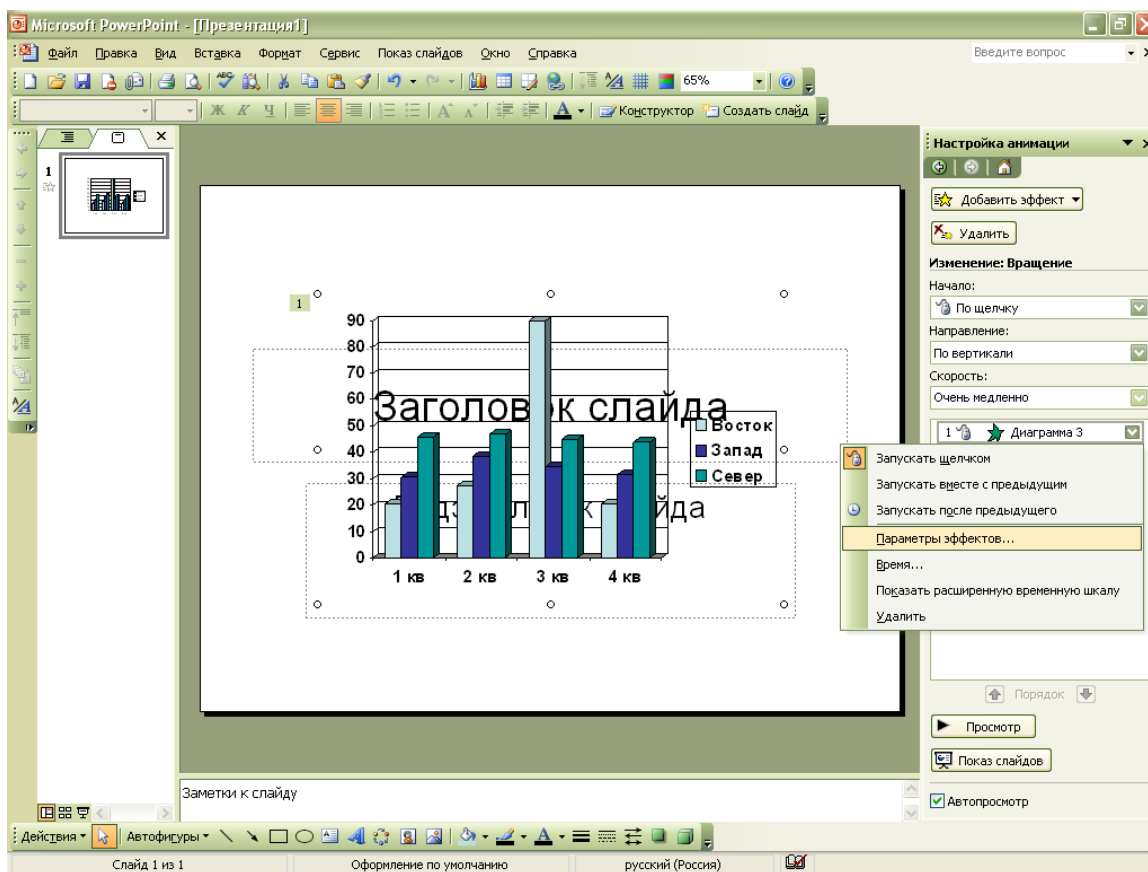 Microsoft PowerPoint - [Презентация1]
Файл Правка Вид Вставка Формат Сервис Показ слайдов Окно Справка Введите вопрос
65%
Ж К Ч Конструктор Создать слайд
1
Настройка анимации
Добавить эффект
Удалить
Изменение: Вращение
Начало:
По щелчку
Направление:
По вертикали
Скорость:
Очень медленно
1 Диаграмма 3
Запускать щелчком
Запускать вместе с предыдущим
Запускать после предыдущего
Параметры эффектов...
Время...
Показать расширенную временную шкалу
Удалить
Порядок
Просмотр
Показ слайдов
Автопросмотр
1
90
80
70
60
50
40
30
20
10
0
Заголовок слайда
Восток
Запад
Север
1 кв 2 кв 3 кв 4 кв
Заметки к слайду
Действия Автофигуры
Слайд 1 из 1 Оформление по умолчанию русский (Россия)